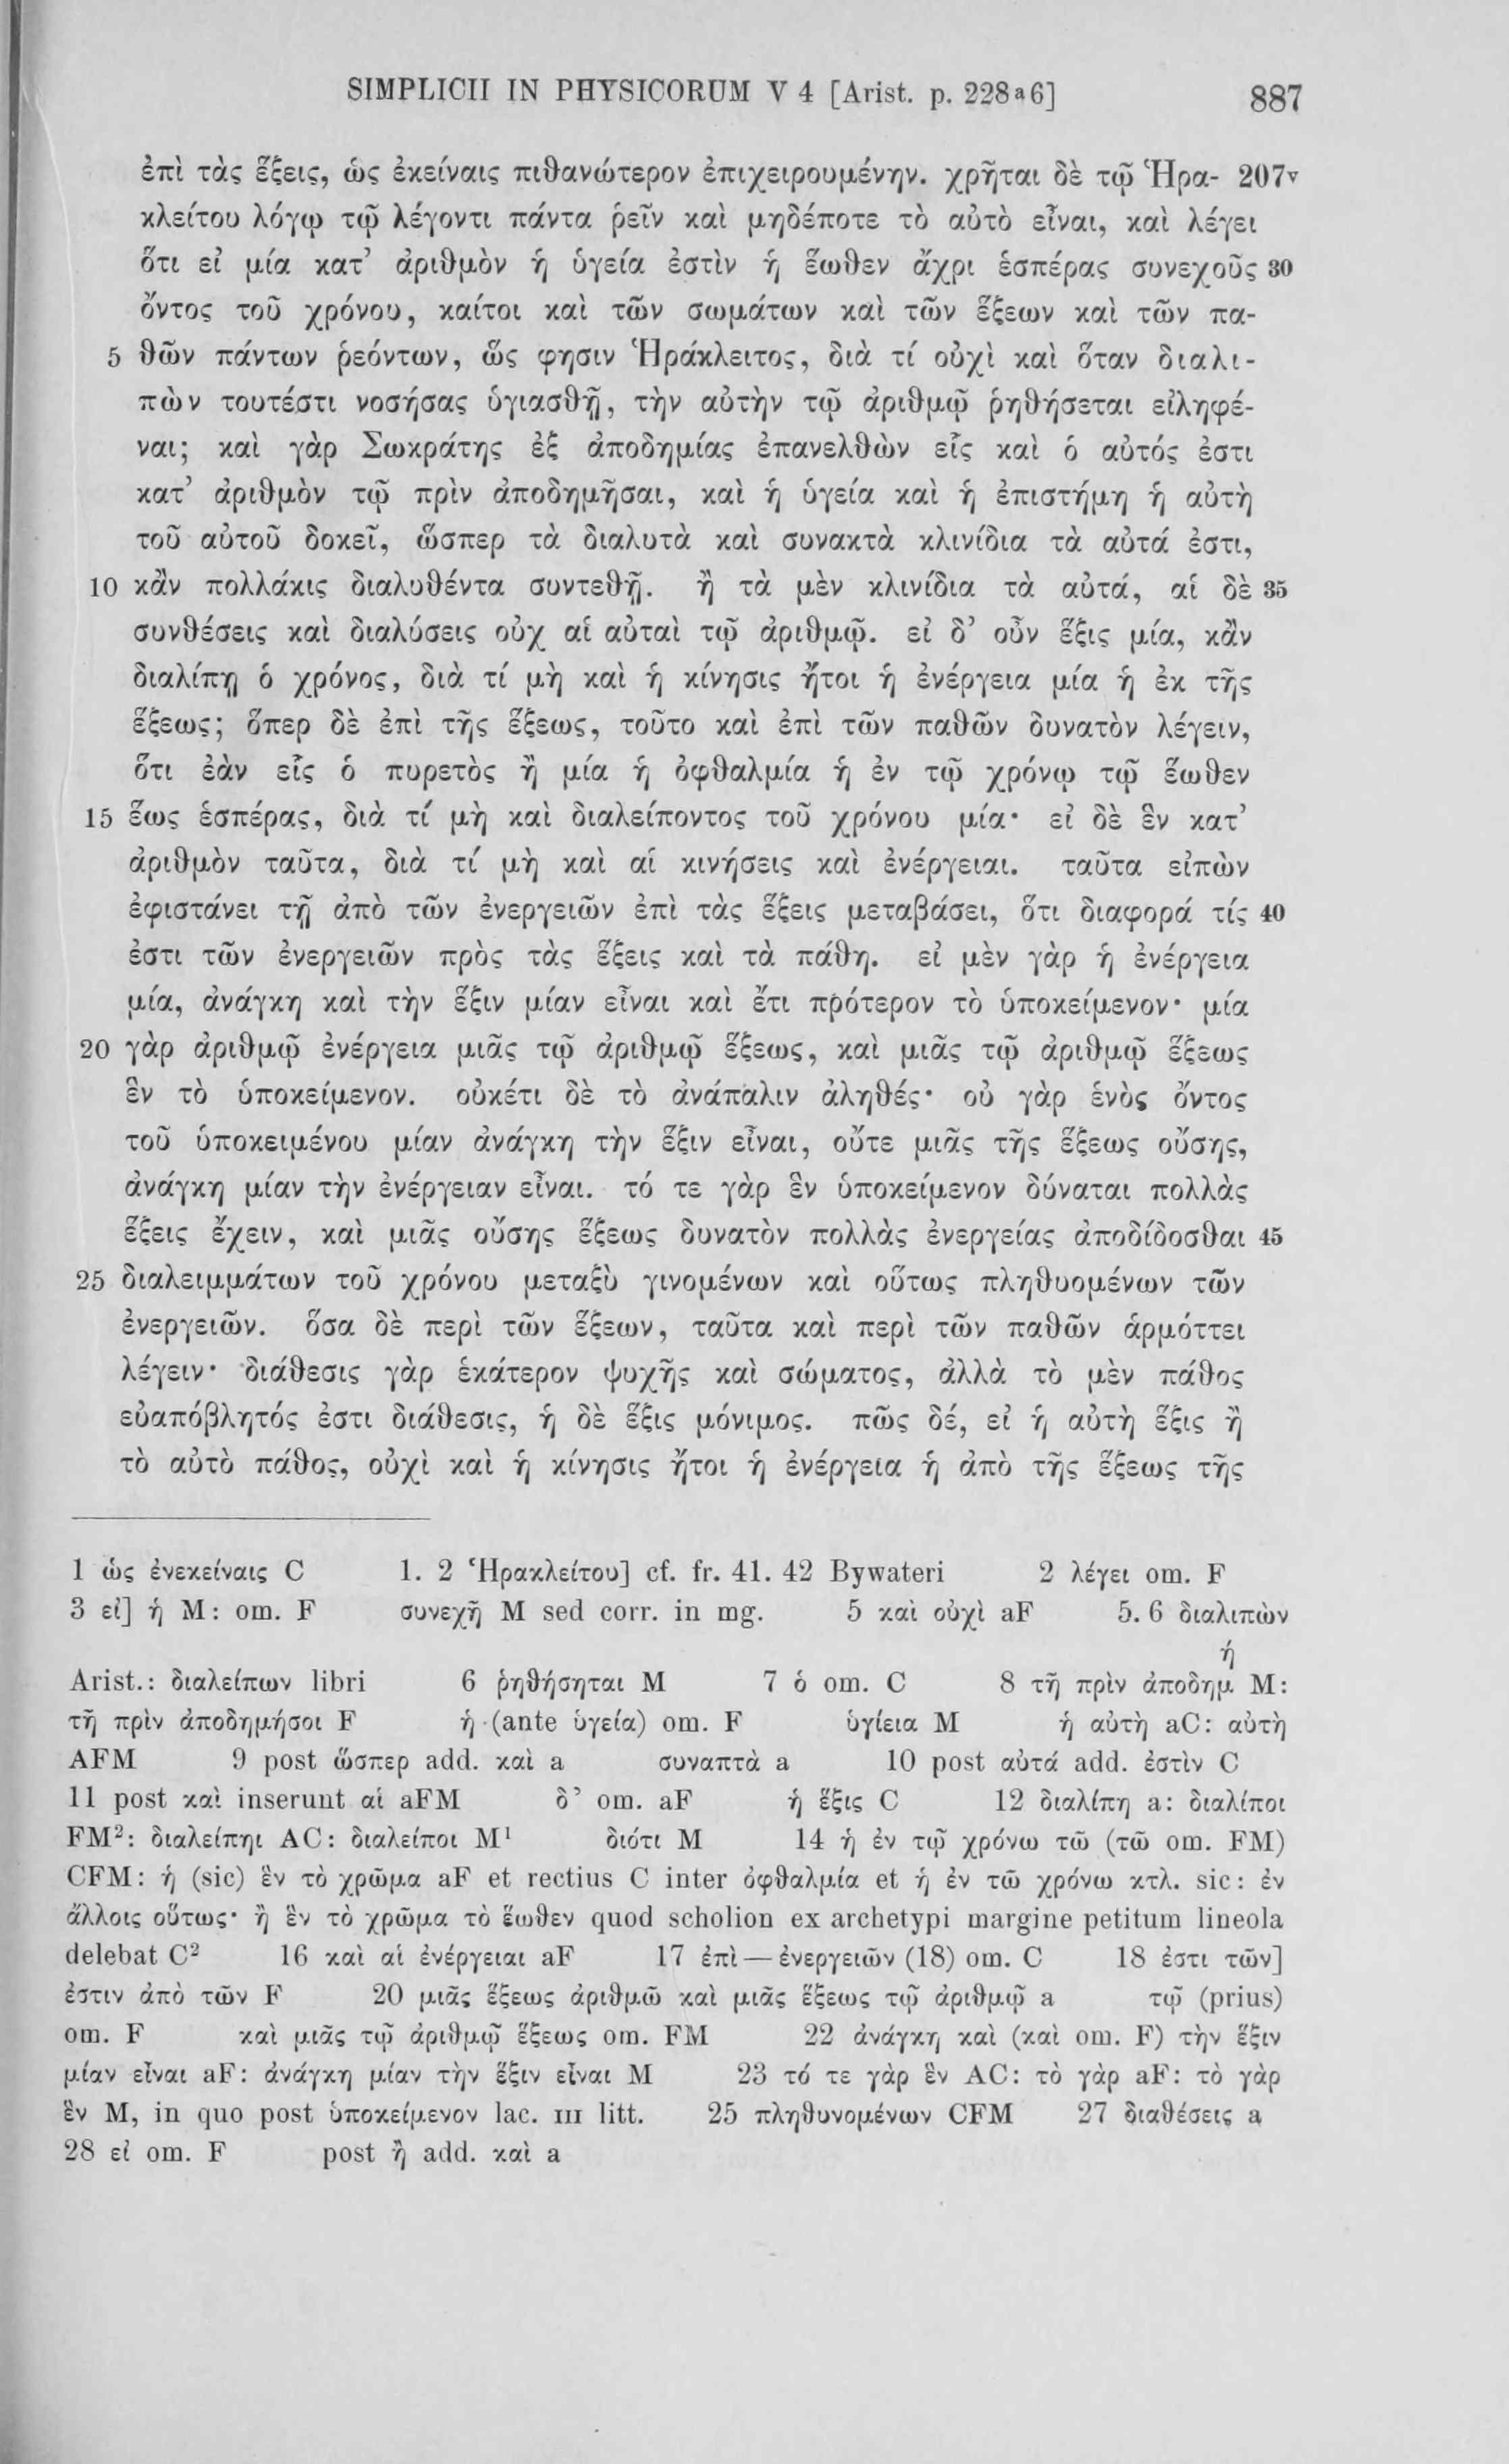 SIMPLICII IN PHYSICORUM V 4 [Arist. p. 228a6] 887
ἐπὶ τὰς ἕξεις, ὡς ἐκείναις πιθανώτερον ἐπιχειρουμένην. χρῆται δὲ τῷ Ἡρα- 207v
κλείτου λόγῳ τῷ λέγοντι πάντα ῥεῖν καὶ μηδέποτε τὸ αὐτὸ εἶναι, καὶ λέγει
ὅτι εἰ μία κατ’ ἀριθμὸν ἡ ὑγεία ἐστὶν ἡ ἕωθεν ἄχρι ἑσπέρας συνεχοῦς 30
ὄντος τοῦ χρόνου, καίτοι καὶ τῶν σωμάτων καὶ τῶν ἕξεων καὶ τῶν πα-
5 θῶν πάντων ῥεόντων, ὥς φησιν Ἡράκλειτος, διὰ τί οὐχὶ καὶ ὅταν διαλι-
πὼν τουτέστι νοσήσας ὑγιασθῇ, τὴν αὐτὴν τῷ ἀριθμῷ ῥηθήσεται εἰληφέ-
ναι; καὶ γὰρ Σωκράτης ἐξ ἀποδημίας ἐπανελθὼν εἷς καὶ ὁ αὐτός ἐστι
κατ’ ἀριθμὸν τῷ πρὶν ἀποδημῆσαι, καὶ ἡ ὑγεία καὶ ἡ ἐπιστήμη ἡ αὐτὴ
τοῦ αὐτοῦ δοκεῖ, ὥσπερ τὰ διαλυτὰ καὶ συνακτὰ κλινίδια τὰ αὐτά ἐστι,
10 κἂν πολλάκις διαλυθέντα συντεθῇ. ἢ τὰ μὲν κλινίδια τὰ αὐτά, αἱ δὲ 35
συνθέσεις καὶ διαλύσεις οὐχ αἱ αὐταὶ τῷ ἀριθμῷ. εἰ δ’ οὖν ἕξις μία, κἂν
διαλίπῃ ὁ χρόνος, διὰ τί μὴ καὶ ἡ κίνησις ἤτοι ἡ ἐνέργεια μία ἡ ἐκ τῆς
ἕξεως; ὅπερ δὲ ἐπὶ τῆς ἕξεως, τοῦτο καὶ ἐπὶ τῶν παθῶν δυνατὸν λέγειν,
ὅτι ἐὰν εἷς ὁ πυρετὸς ἢ μία ἡ ὀφθαλμία ἡ ἐν τῷ χρόνῳ τῷ ἕωθεν
15 ἕως ἑσπέρας, διὰ τί μὴ καὶ διαλείποντος τοῦ χρόνου μία· εἰ δὲ ἓν κατ’
ἀριθμὸν ταῦτα, διὰ τί μὴ καὶ αἱ κινήσεις καὶ ἐνέργειαι. ταῦτα εἰπὼν
ἐφιστάνει τῇ ἀπὸ τῶν ἐνεργειῶν ἐπὶ τὰς ἕξεις μεταβάσει, ὅτι διαφορά τίς 40
ἐστι τῶν ἐνεργειῶν πρὸς τὰς ἕξεις καὶ τὰ πάθη. εἰ μὲν γὰρ ἡ ἐνέργεια
μία, ἀνάγκη καὶ τὴν ἕξιν μίαν εἶναι καὶ ἔτι πρότερον τὸ ὑποκείμενον· μία
20 γὰρ ἀριθμῷ ἐνέργεια μιᾶς τῷ ἀριθμῷ ἕξεως, καὶ μιᾶς τῷ ἀριθμῷ ἕξεως
ἓν τὸ ὑποκείμενον. οὐκέτι δὲ τὸ ἀνάπαλιν ἀληθές· οὐ γὰρ ἑνὸς ὄντος
τοῦ ὑποκειμένου μίαν ἀνάγκη τὴν ἕξιν εἶναι, οὔτε μιᾶς τῆς ἕξεως οὔσης,
ἀνάγκη μίαν τὴν ἐνέργειαν εἶναι. τό τε γὰρ ἓν ὑποκείμενον δύναται πολλὰς
ἕξεις ἔχειν, καὶ μιᾶς οὔσης ἕξεως δυνατὸν πολλὰς ἐνεργείας ἀποδίδοσθαι 45
25 διαλειμμάτων τοῦ χρόνου μεταξὺ γινομένων καὶ οὕτως πληθυομένων τῶν
ἐνεργειῶν. ὅσα δὲ περὶ τῶν ἕξεων, ταῦτα καὶ περὶ τῶν παθῶν ἁρμόττει
λέγειν· διάθεσις γὰρ ἑκάτερον ψυχῆς καὶ σώματος, ἀλλὰ τὸ μὲν πάθος
εὐαπόβλητός ἐστι διάθεσις, ἡ δὲ ἕξις μόνιμος. πῶς δέ, εἰ ἡ αὐτὴ ἕξις ἢ
τὸ αὐτὸ πάθος, οὐχὶ καὶ ἡ κίνησις ἤτοι ἡ ἐνέργεια ἡ ἀπὸ τῆς ἕξεως τῆς
1 ὡς ἐνεκείναις C 1. 2 Ἡρακλείτου] cf. fr. 41. 42 Bywateri 2 λέγει om. F
3 εἰ] ἡ M: om. F συνεχῆ M sed corr. in mg. 5 καὶ οὐχὶ aF 5. 6 διαλιπὼν
ἡ
Arist.: διαλείπων libri 6 ῥηθήσηται M 7 ὁ om. C 8 τῆ πρὶν ἀποδημ M:
τῆ πρὶν ἀποδημήσοι F ἡ (ante ὑγεία) om. F ὑγίεια M ἡ αὐτὴ aC: αὐτὴ
AFM 9 post ὥσπερ add. καὶ a συναπτὰ a 10 post αὐτά add. ἐστὶν C
11 post καὶ inserunt αἱ aFM δ’ om. aF ἡ ἕξις C 12 διαλίπη a: διαλίποι
FM²: διαλείπηι AC: διαλείποι M¹ διότι M 14 ἡ ἐν τῷ χρόνω τῶ (τῶ om. FM)
CFM: ἡ (sic) ἓν τὸ χρῶμα aF et rectius C inter ὀφθαλμία et ἡ ἐν τῶ χρόνω κτλ. sic: ἐν
ἄλλοις οὕτως· ἢ ἓν τὸ χρῶμα τὸ ἕωθεν quod scholion ex archetypi margine petitum lineola
delebat C² 16 καὶ αἱ ἐνέργειαι aF 17 ἐπὶ — ἐνεργειῶν (18) om. C 18 ἐστι τῶν]
ἐστιν ἀπὸ τῶν F 20 μιᾶς ἕξεως ἀριθμῶ καὶ μιᾶς ἕξεως τῷ ἀριθμῷ a τῷ (prius)
om. F καὶ μιᾶς τῷ ἀριθμῷ ἕξεως om. FM 22 ἀνάγκη καὶ (καὶ om. F) τὴν ἕξιν
μίαν εἶναι aF: ἀνάγκη μίαν τὴν ἕξιν εἶναι M 23 τό τε γὰρ ἓν AC: τὸ γὰρ aF: τὸ γὰρ
ἓν M, in quo post ὑποκείμενον lac. III litt. 25 πληθυνομένων CFM 27 διαθέσεις a
28 εἰ om. F post ἢ add. καὶ a